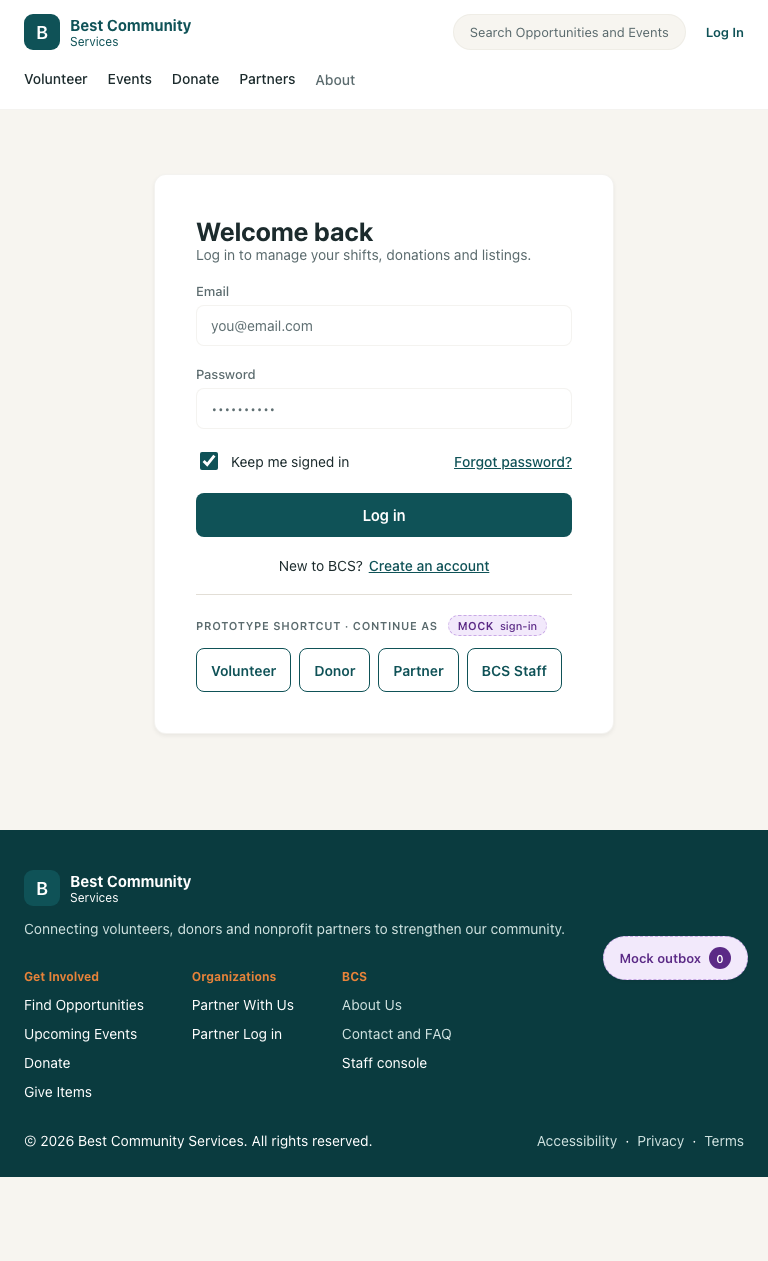 B
Best Community
Services
Search Opportunities and Events
Log In
Volunteer Events Donate Partners About
Welcome back
Log in to manage your shifts, donations and listings.
Email
you@email.com
Password
••••••••••
Keep me signed in Forgot password?
Log in
New to BCS? Create an account
PROTOTYPE SHORTCUT · CONTINUE AS MOCK sign-in
Volunteer Donor Partner BCS Staff
B
Best Community
Services
Connecting volunteers, donors and nonprofit partners to strengthen our community.
Mock outbox 0
Get Involved
Find Opportunities
Upcoming Events
Donate
Give Items
Organizations
Partner With Us
Partner Log in
BCS
About Us
Contact and FAQ
Staff console
© 2026 Best Community Services. All rights reserved.
Accessibility · Privacy · Terms